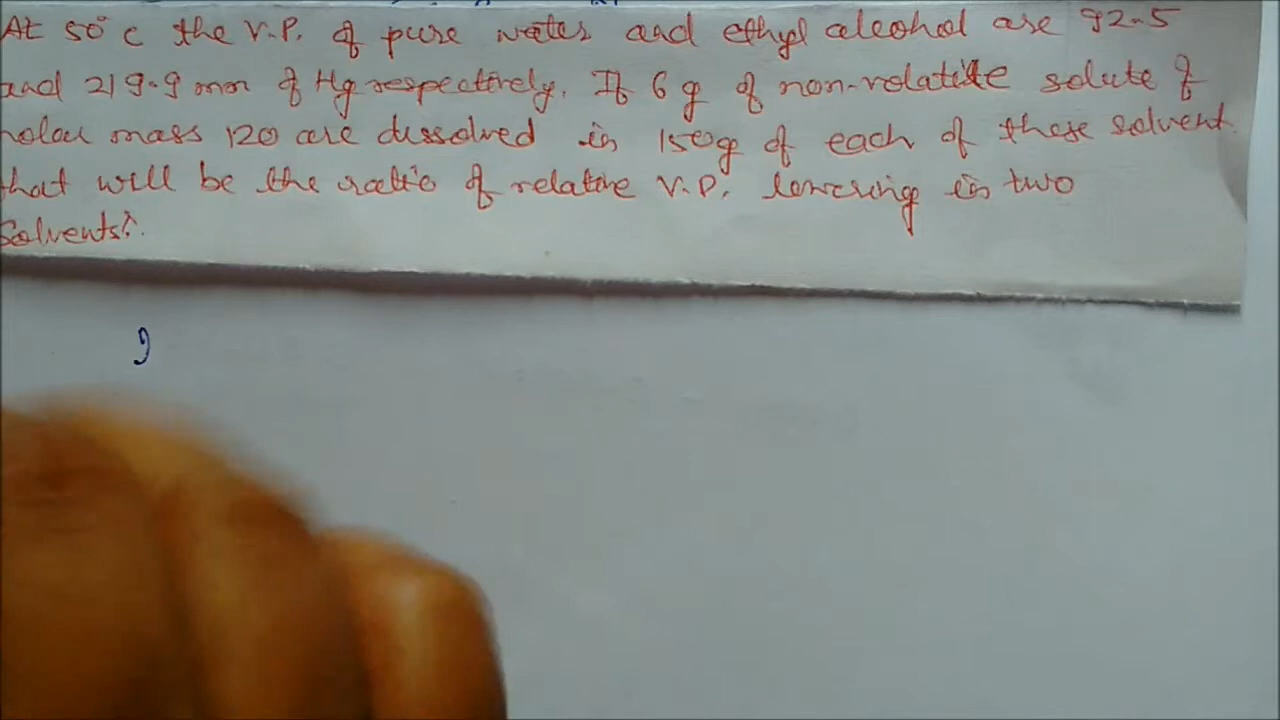 At 50°c the V.P. of pure water and ethyl alcohol are 92.5
and 219.9 mm of Hg respectively. If 6 g of non-volatile solute of
molar mass 120 are dissolved in 150g of each of these solvent.
what will be the ratio of relative V.P. lowering in two
Solvents?